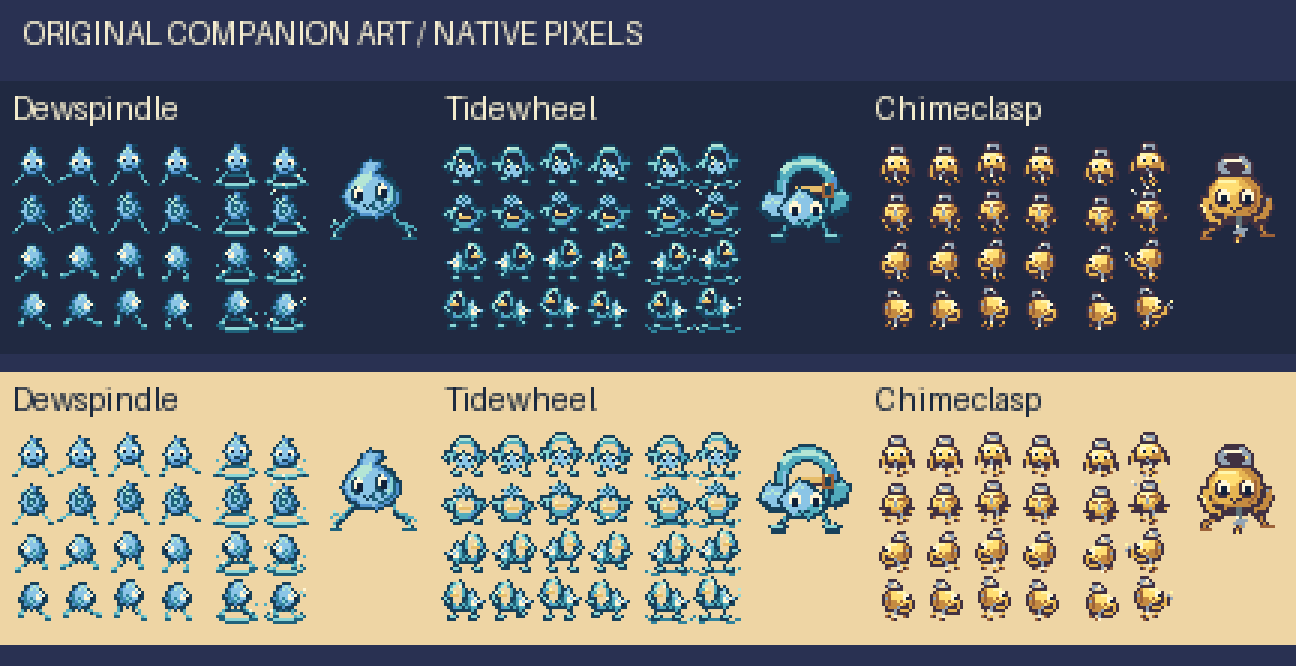 ORIGINAL COMPANION ART / NATIVE PIXELS
Dewspindle
Tidewheel
Chimeclasp
Dewspindle
Tidewheel
Chimeclasp